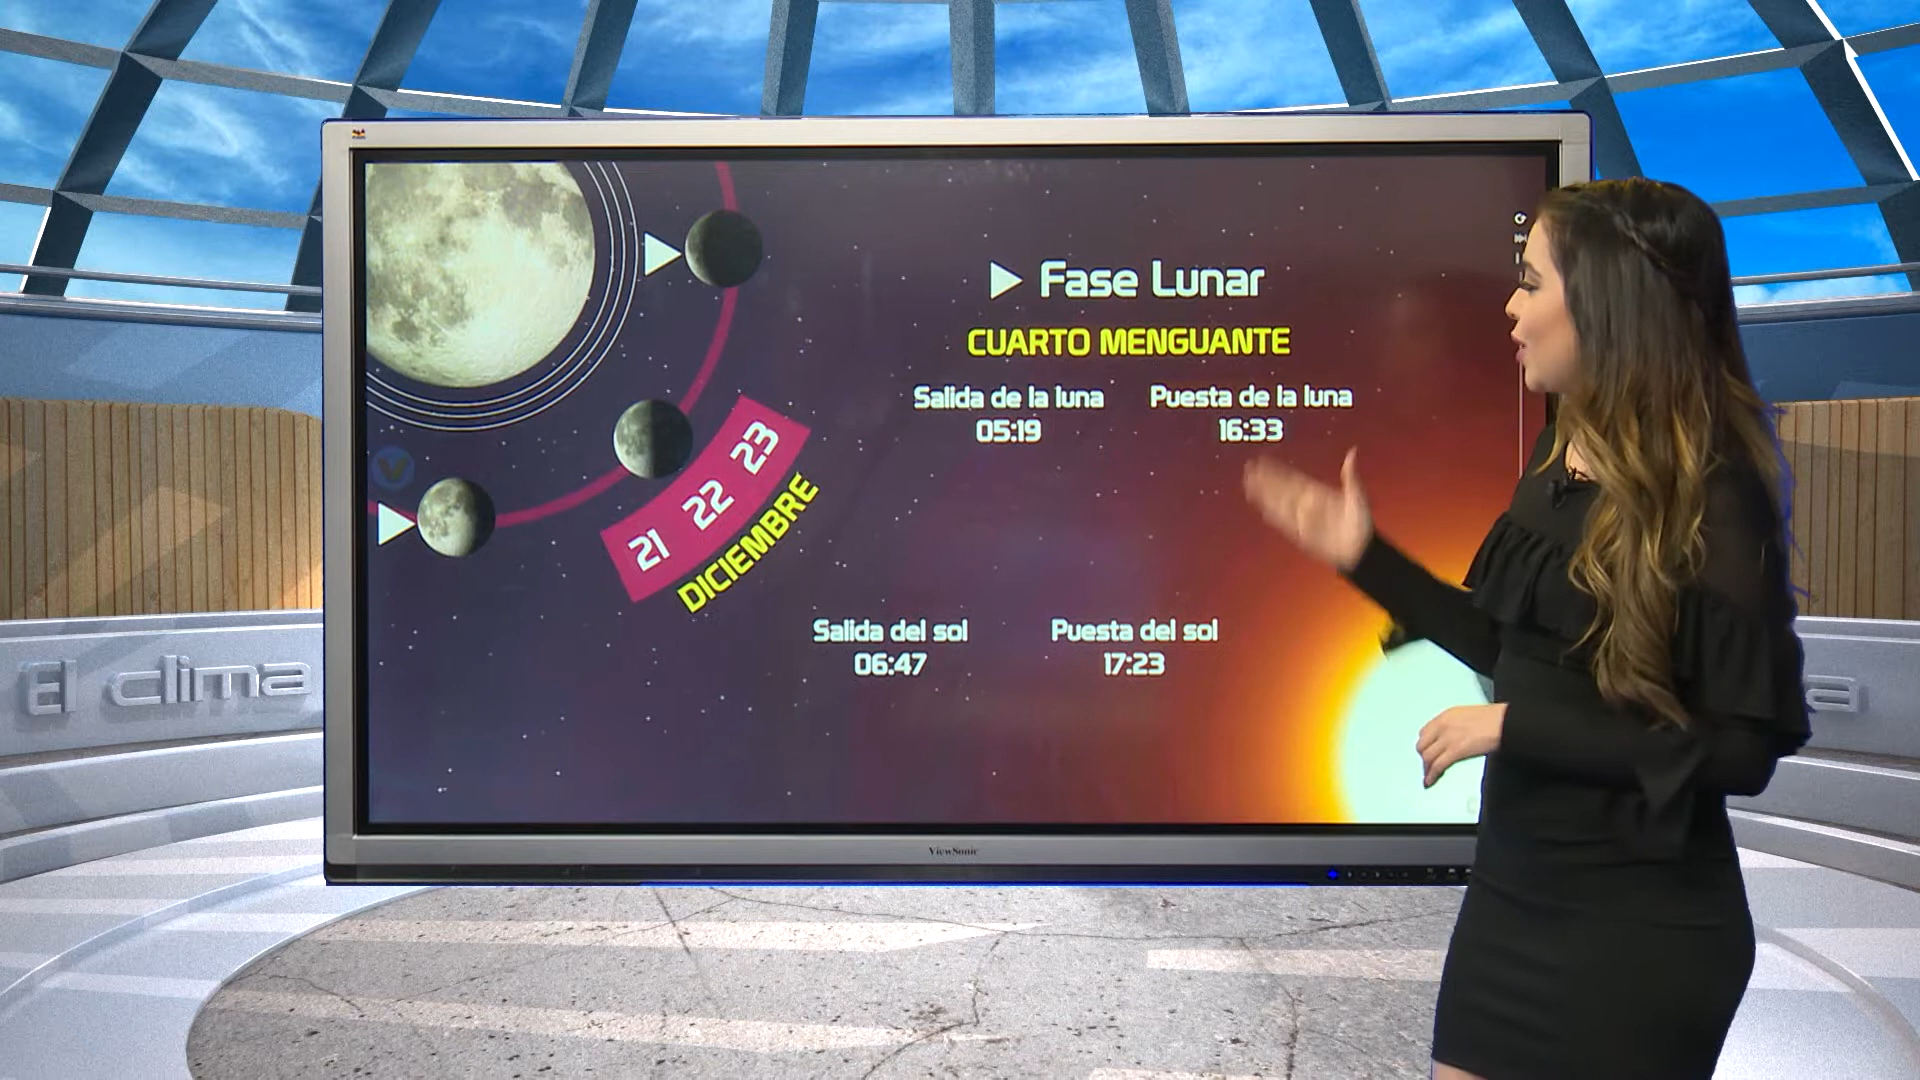 Fase Lunar
CUARTO MENGUANTE
Salida de la luna
05:19
Puesta de la luna
16:33
21 22 23
DICIEMBRE
Salida del sol
06:47
Puesta del sol
17:23
El clima
a
ViewSonic